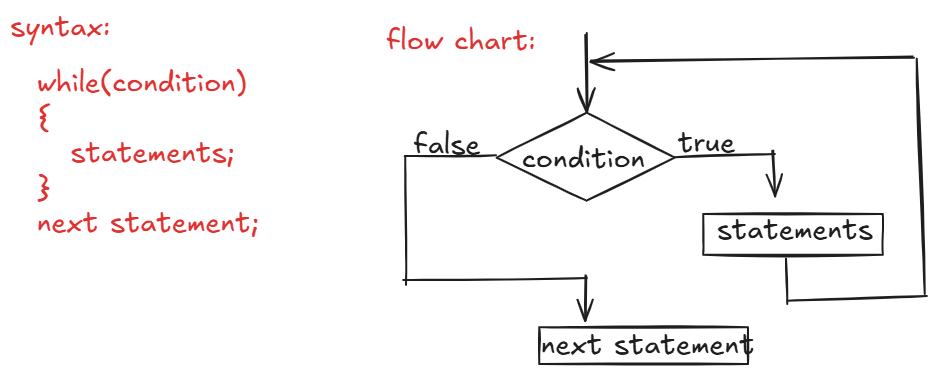 syntax:
while(condition)
{
statements;
}
next statement;
flow chart:
false
condition
true
statements
next statement